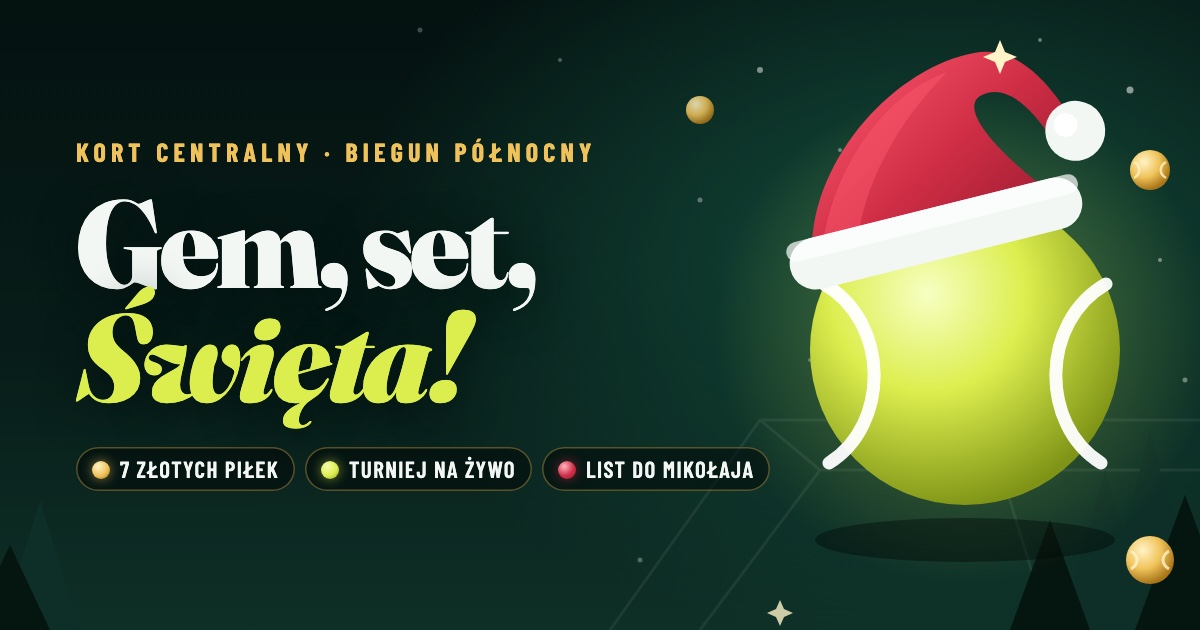 KORT CENTRALNY · BIEGUN PÓŁNOCNY
Gem, set,
Święta!
7 ZŁOTYCH PIŁEK TURNIEJ NA ŻYWO LIST DO MIKOŁAJA